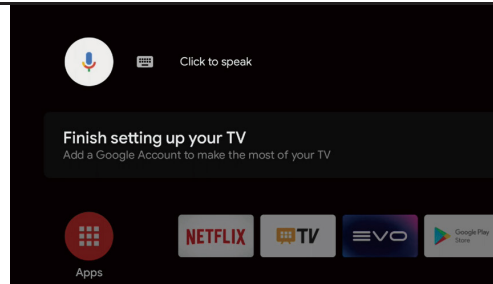 Click to speak
Finish setting up your TV
Add a Google Account to make the most of your TV
NETFLIX
TV
EVO
Google Play
Store
Apps